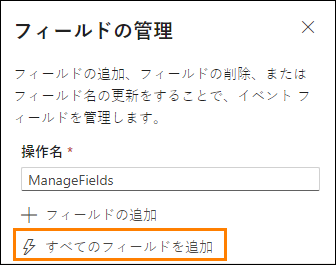 フィールドの管理
フィールドの追加、フィールドの削除、または
フィールド名の更新をすることで、イベント フ
ィールドを管理します。
操作名 *
ManageFields
フィールドの追加
すべてのフィールドを追加